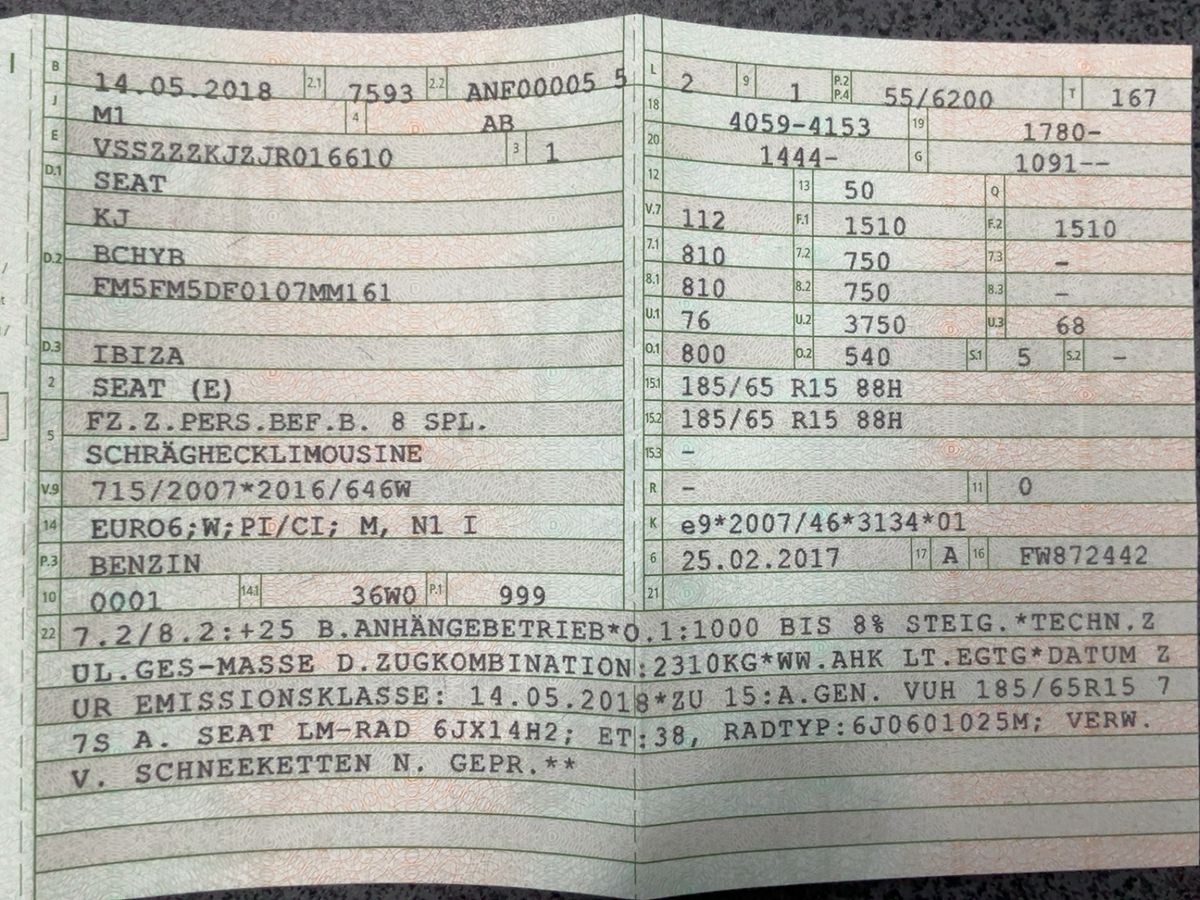 B 14.05.2018 2.1 7593 2.2 ANF00005 5
J M1 4 AB
E VSSZZZKJZJR016610 3 1
D.1 SEAT
KJ
D.2 BCHYB
FM5FM5DF0107MM161
D.3 IBIZA
2 SEAT (E)
5 FZ.Z.PERS.BEF.B. 8 SPL.
SCHRÄGHECKLIMOUSINE
V.9 715/2007*2016/646W
14 EURO6;W;PI/CI; M, N1 I
P.3 BENZIN
10 0001 14.1 36W0 P.1 999
L 2 9 1 P.2 P.4 55/6200 T 167
18 4059-4153 19 1780-
20 1444- G 1091--
12 13 50 Q
V.7 112 F.1 1510 F.2 1510
7.1 810 7.2 750 7.3 -
8.1 810 8.2 750 8.3 -
U.1 76 U.2 3750 U.3 68
O.1 800 O.2 540 S.1 5 S.2 -
15.1 185/65 R15 88H
15.2 185/65 R15 88H
15.3 -
R - 11 0
K e9*2007/46*3134*01
6 25.02.2017 17 A 16 FW872442
21
22 7.2/8.2:+25 B.ANHÄNGEBETRIEB*O.1:1000 BIS 8% STEIG.*TECHN.Z
UL.GES-MASSE D.ZUGKOMBINATION:2310KG*WW.AHK LT.EGTG*DATUM Z
UR EMISSIONSKLASSE: 14.05.2018*ZU 15:A.GEN. VUH 185/65R15 7
7S A. SEAT LM-RAD 6JX14H2; ET:38, RADTYP:6J0601025M; VERW.
V. SCHNEEKETTEN N. GEPR.**